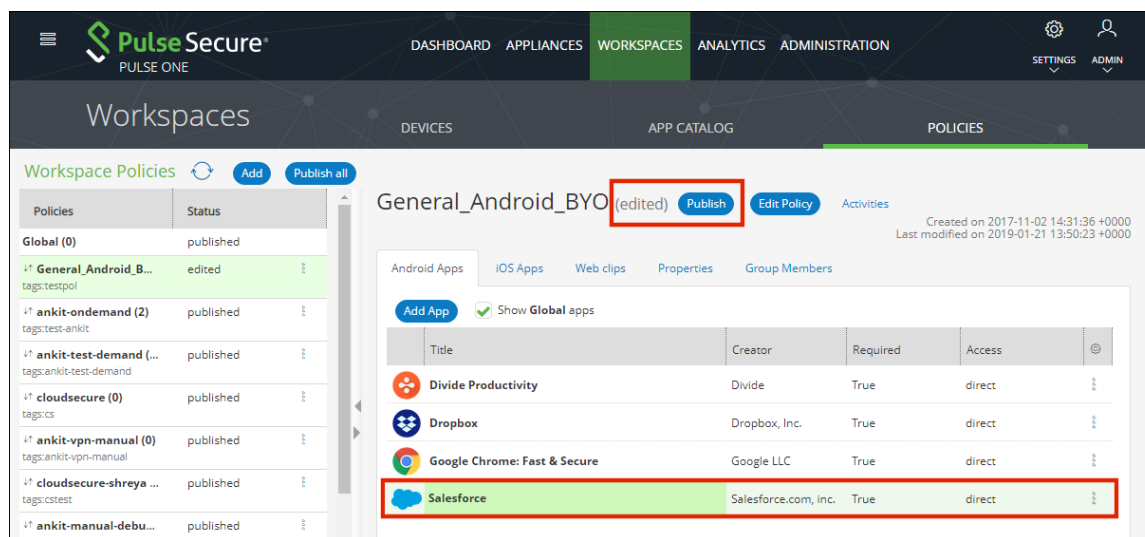 Pulse Secure®
PULSE ONE
DASHBOARD APPLIANCES WORKSPACES ANALYTICS ADMINISTRATION
SETTINGS ADMIN
Workspaces
DEVICES APP CATALOG POLICIES
Workspace Policies Add Publish all
Policies Status
Global (0) published
General_Android_B... edited
tags:testpol
ankit-ondemand (2) published
tags:test-ankit
ankit-test-demand (... published
tags:ankit-test-demand
cloudsecure (0) published
tags:cs
ankit-vpn-manual (0) published
tags:ankit-vpn-manual
cloudsecure-shreya ... published
tags:cstest
ankit-manual-debu... published
General_Android_BYO (edited) Publish Edit Policy Activities
Created on 2017-11-02 14:31:36 +0000
Last modified on 2019-01-21 13:50:23 +0000
Android Apps iOS Apps Web clips Properties Group Members
Add App Show Global apps
Title Creator Required Access
Divide Productivity Divide True direct
Dropbox Dropbox, Inc. True direct
Google Chrome: Fast & Secure Google LLC True direct
Salesforce Salesforce.com, inc. True direct